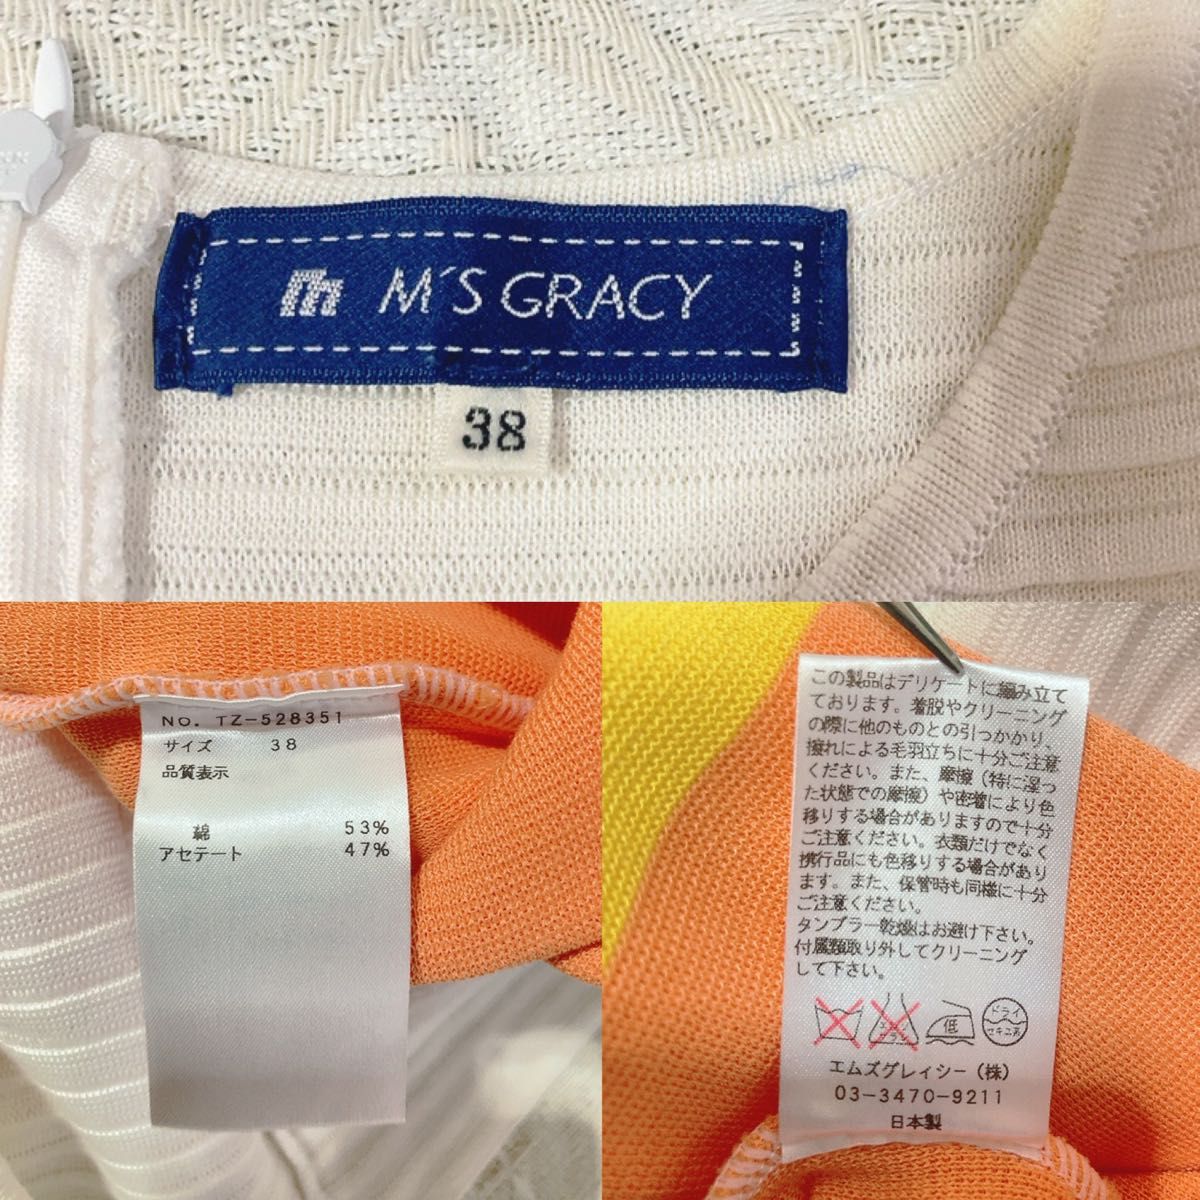 M'S GRACY
38
NO. TZ-528351
サイズ 38
品質表示
綿 53%
アセテート 47%
この製品はデリケートに編み立て
ております。着脱やクリーニング
の際に他のものとの引っかかり、
擦れによる毛羽立ちに十分ご注意
ください。また、摩擦（特に湿っ
た状態での摩擦）や密着により色
移りする場合がありますので十分
ご注意ください。衣類だけでなく
携行品にも色移りする場合があり
ます。また、保管時も同様に十分
ご注意ください。
タンブラー乾燥はお避け下さい。
付属類取り外してクリーニング
して下さい。
エンソ サラシ 低 ドライ セキユ系
エムズグレィシー（株）
03-3470-9211
日本製